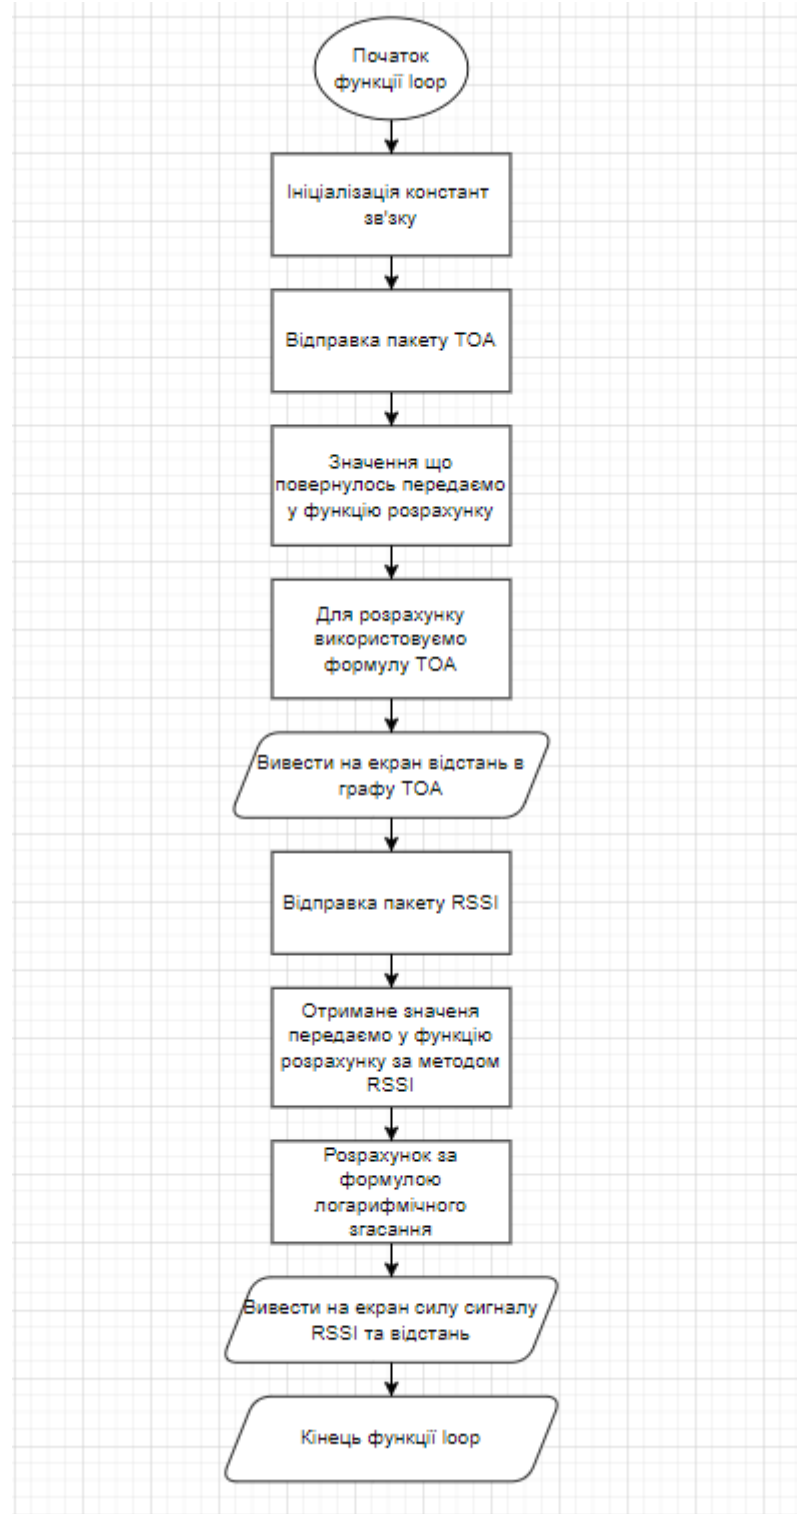 Початок
функції loop
Ініціалізація констант
зв'зку
Відправка пакету TOA
Значення що
повернулось передаємо
у функцію розрахунку
Для розрахунку
використовуємо
формулу TOA
Вивести на екран відстань в
графу TOA
Відправка пакету RSSI
Отримане значеня
передаємо у функцію
розрахунку за методом
RSSI
Розрахунок за
формулою
логарифмічного
згасання
Вивести на екран силу сигналу
RSSI та відстань
Кінець функції loop